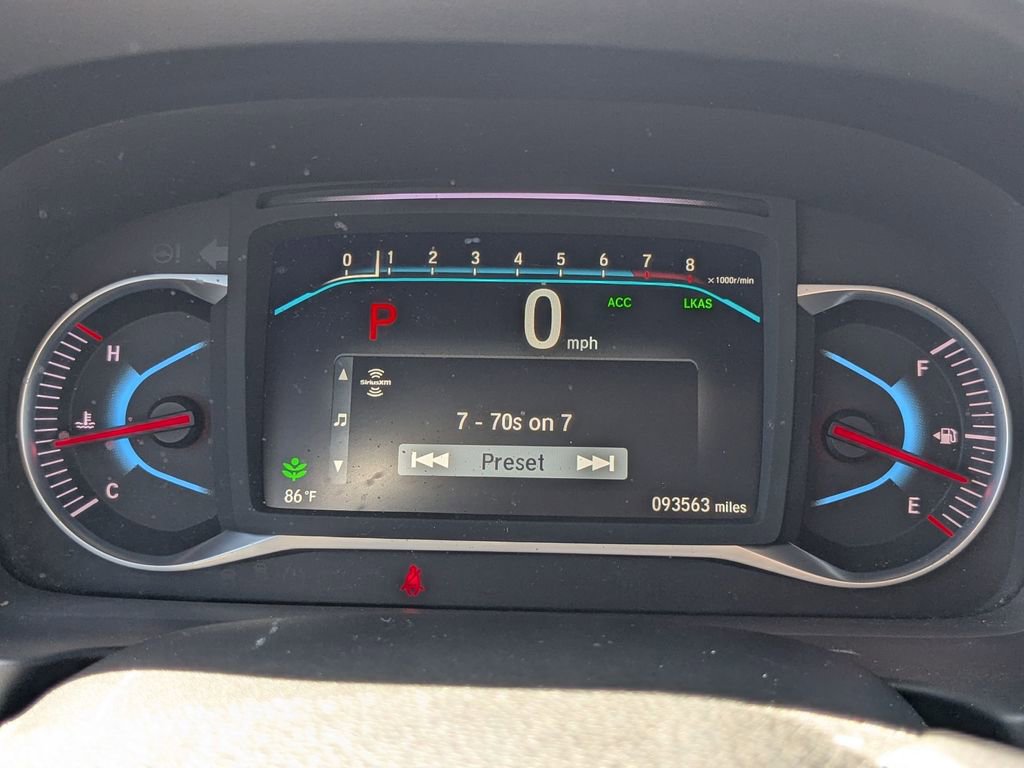 0 1 2 3 4 5 6 7 8
×1000r/min
P
0 mph
ACC
LKAS
H
C
SiriusXM
7 - 70s on 7
Preset
86°F
093563 miles
F
E